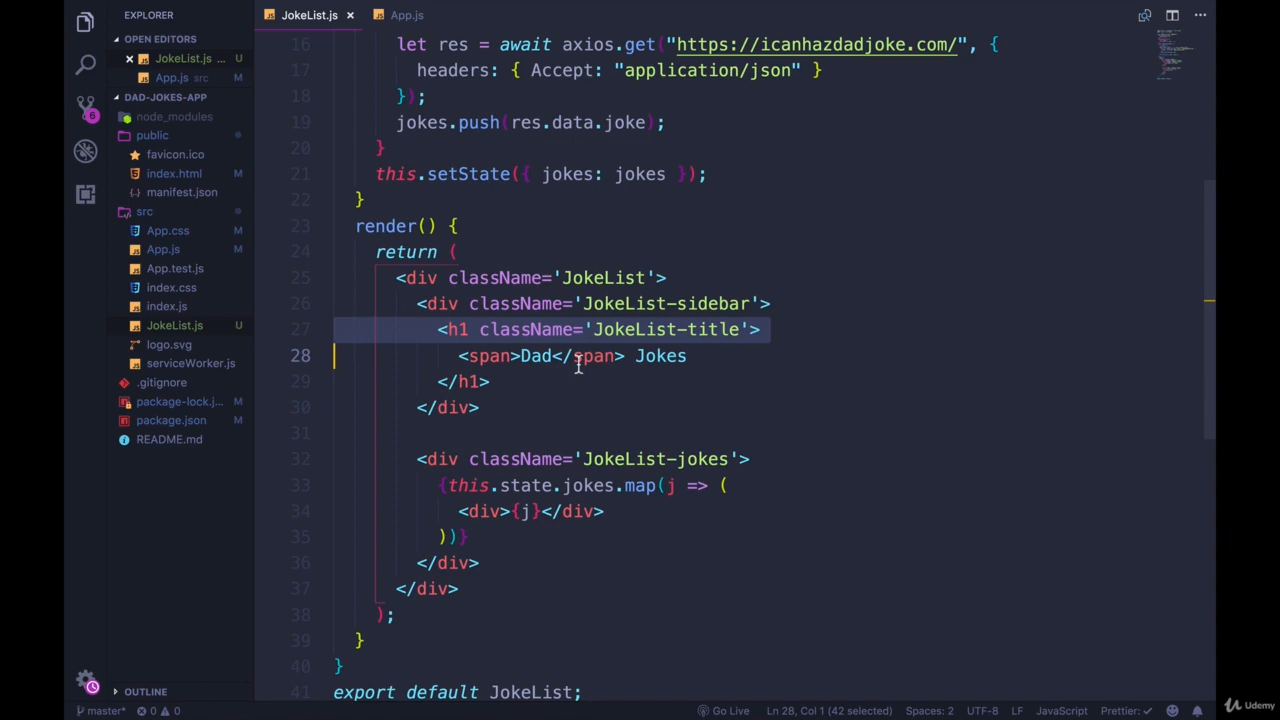 EXPLORER
OPEN EDITORS
JokeList.js ... U
App.js src M
DAD-JOKES-APP
node_modules
public
favicon.ico
index.html M
manifest.json
src
App.css U
App.js M
App.test.js
index.css
index.js
JokeList.js U
logo.svg
serviceWorker.js
.gitignore
package-lock.j... M
package.json M
README.md
OUTLINE
6
JokeList.js
App.js
16 let res = await axios.get("https://icanhazdadjoke.com/", {
17 headers: { Accept: "application/json" }
18 });
19 jokes.push(res.data.joke);
20 }
21 this.setState({ jokes: jokes });
22 }
23 render() {
24 return (
25 <div className='JokeList'>
26 <div className='JokeList-sidebar'>
27 <h1 className='JokeList-title'>
28 <span>Dad</span> Jokes
29 </h1>
30 </div>
31
32 <div className='JokeList-jokes'>
33 {this.state.jokes.map(j => (
34 <div>{j}</div>
35 ))}
36 </div>
37 </div>
38 );
39 }
40 }
41 export default JokeList;
master* 0 0 Go Live Ln 28, Col 1 (42 selected) Spaces: 2 UTF-8 LF JavaScript Prettier: ✓
Udemy